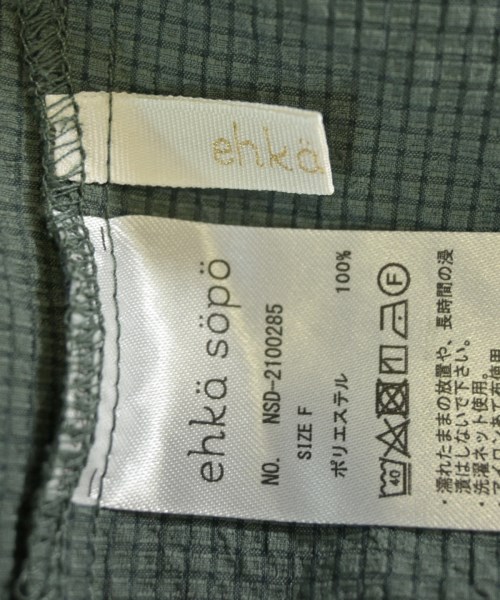 ehkä
ehkä söpö
NO. NSD-2100285
SIZE F
ポリエステル 100%
40 F
・濡れたままの放置や、長時間の浸
漬はしないで下さい。
・洗濯ネット使用。